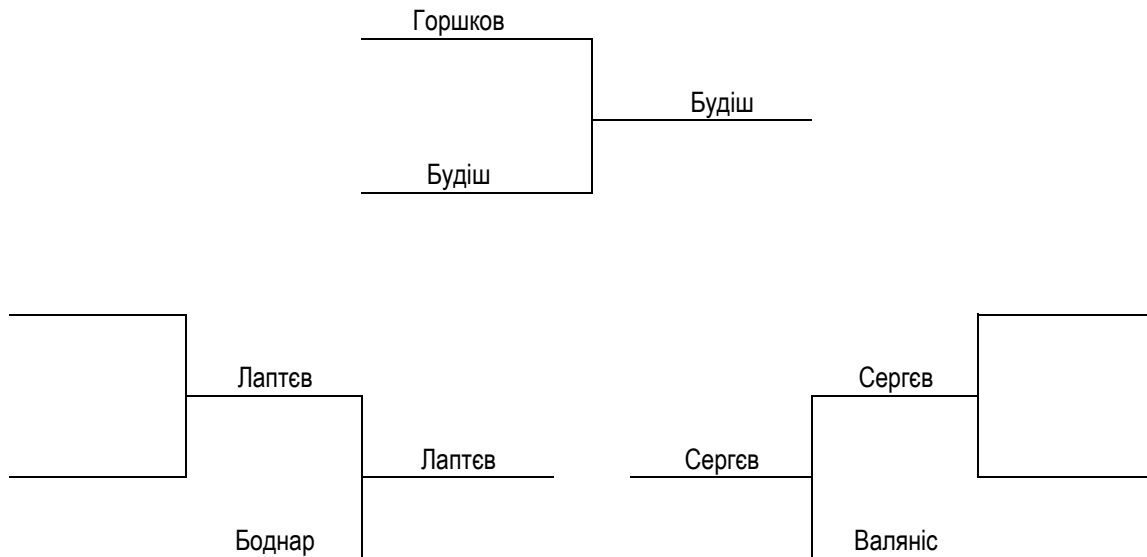 Горшков
Будіш
Будіш
Лаптєв
Сергєв
Лаптєв
Сергєв
Боднар
Валяніс